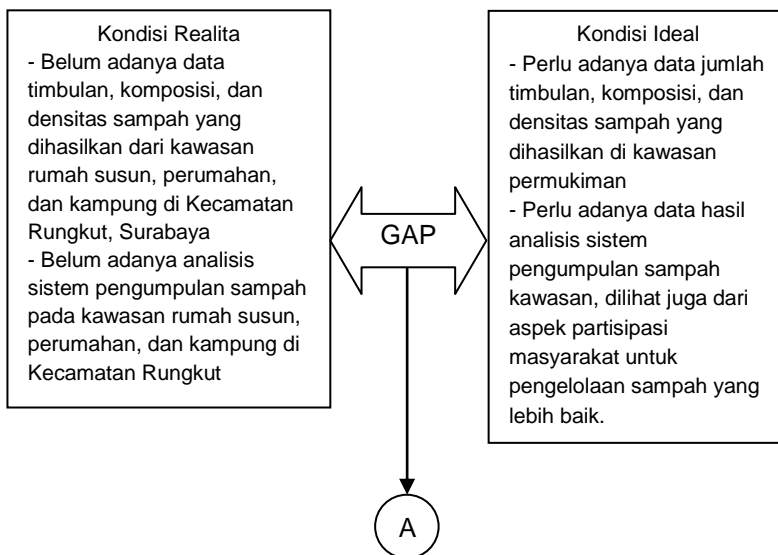 Kondisi Realita
- Belum adanya data
timbulan, komposisi, dan
densitas sampah yang
dihasilkan dari kawasan
rumah susun, perumahan,
dan kampung di Kecamatan
Rungkut, Surabaya
- Belum adanya analisis
sistem pengumpulan sampah
pada kawasan rumah susun,
perumahan, dan kampung di
Kecamatan Rungkut
GAP
Kondisi Ideal
- Perlu adanya data jumlah
timbulan, komposisi, dan
densitas sampah yang
dihasilkan di kawasan
permukiman
- Perlu adanya data hasil
analisis sistem
pengumpulan sampah
kawasan, dilihat juga dari
aspek partisipasi
masyarakat untuk
pengelolaan sampah yang
lebih baik.
A